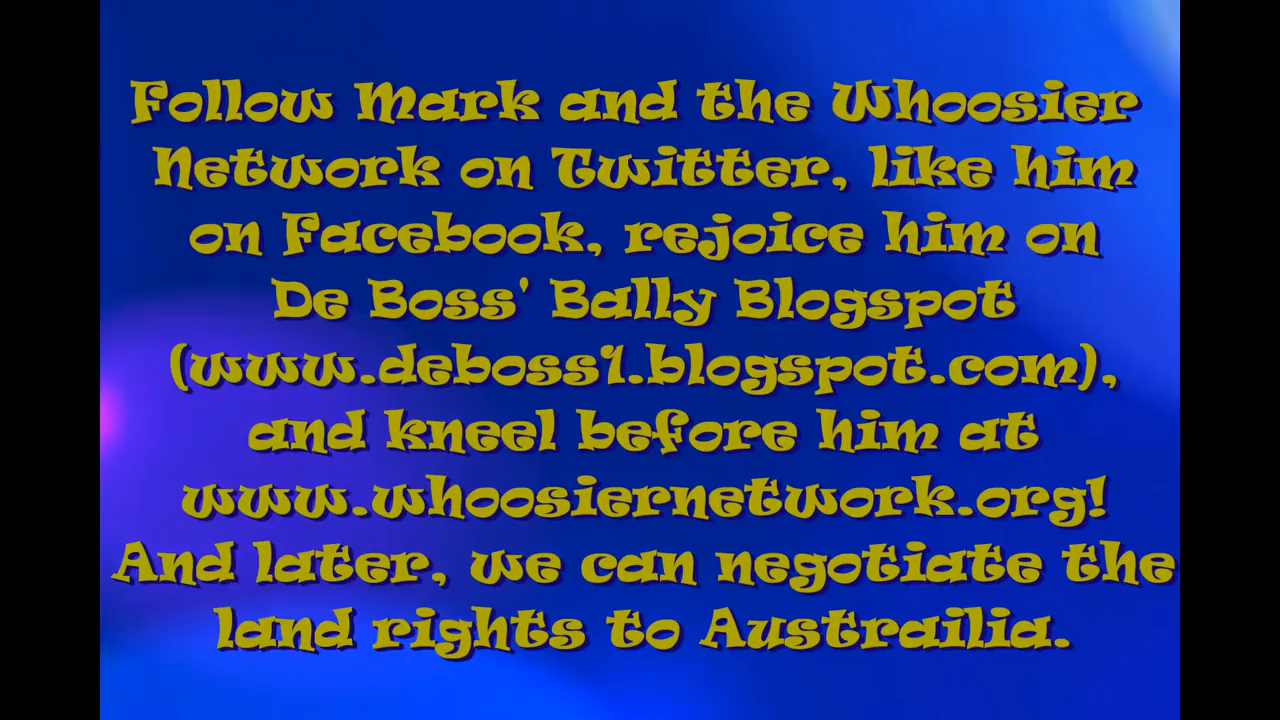 Follow Mark and the Whoosier
Network on Twitter, like him
on Facebook, rejoice him on
De Boss' Bally Blogspot
(www.deboss1.blogspot.com),
and kneel before him at
www.whoosiernetwork.org!
And later, we can negotiate the
land rights to Austrailia.